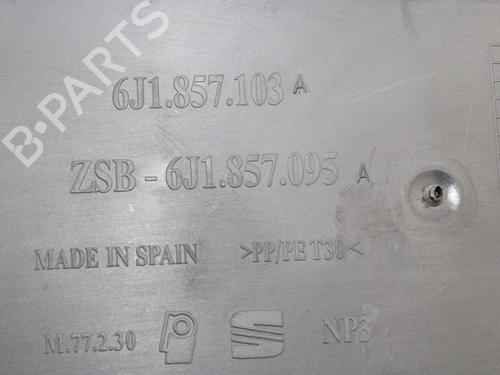 B-PARTS
6J1.857.103 A
ZSB - 6J1.857.095 A
MADE IN SPAIN >PP/PE T30<
M.77.2.30 NP3